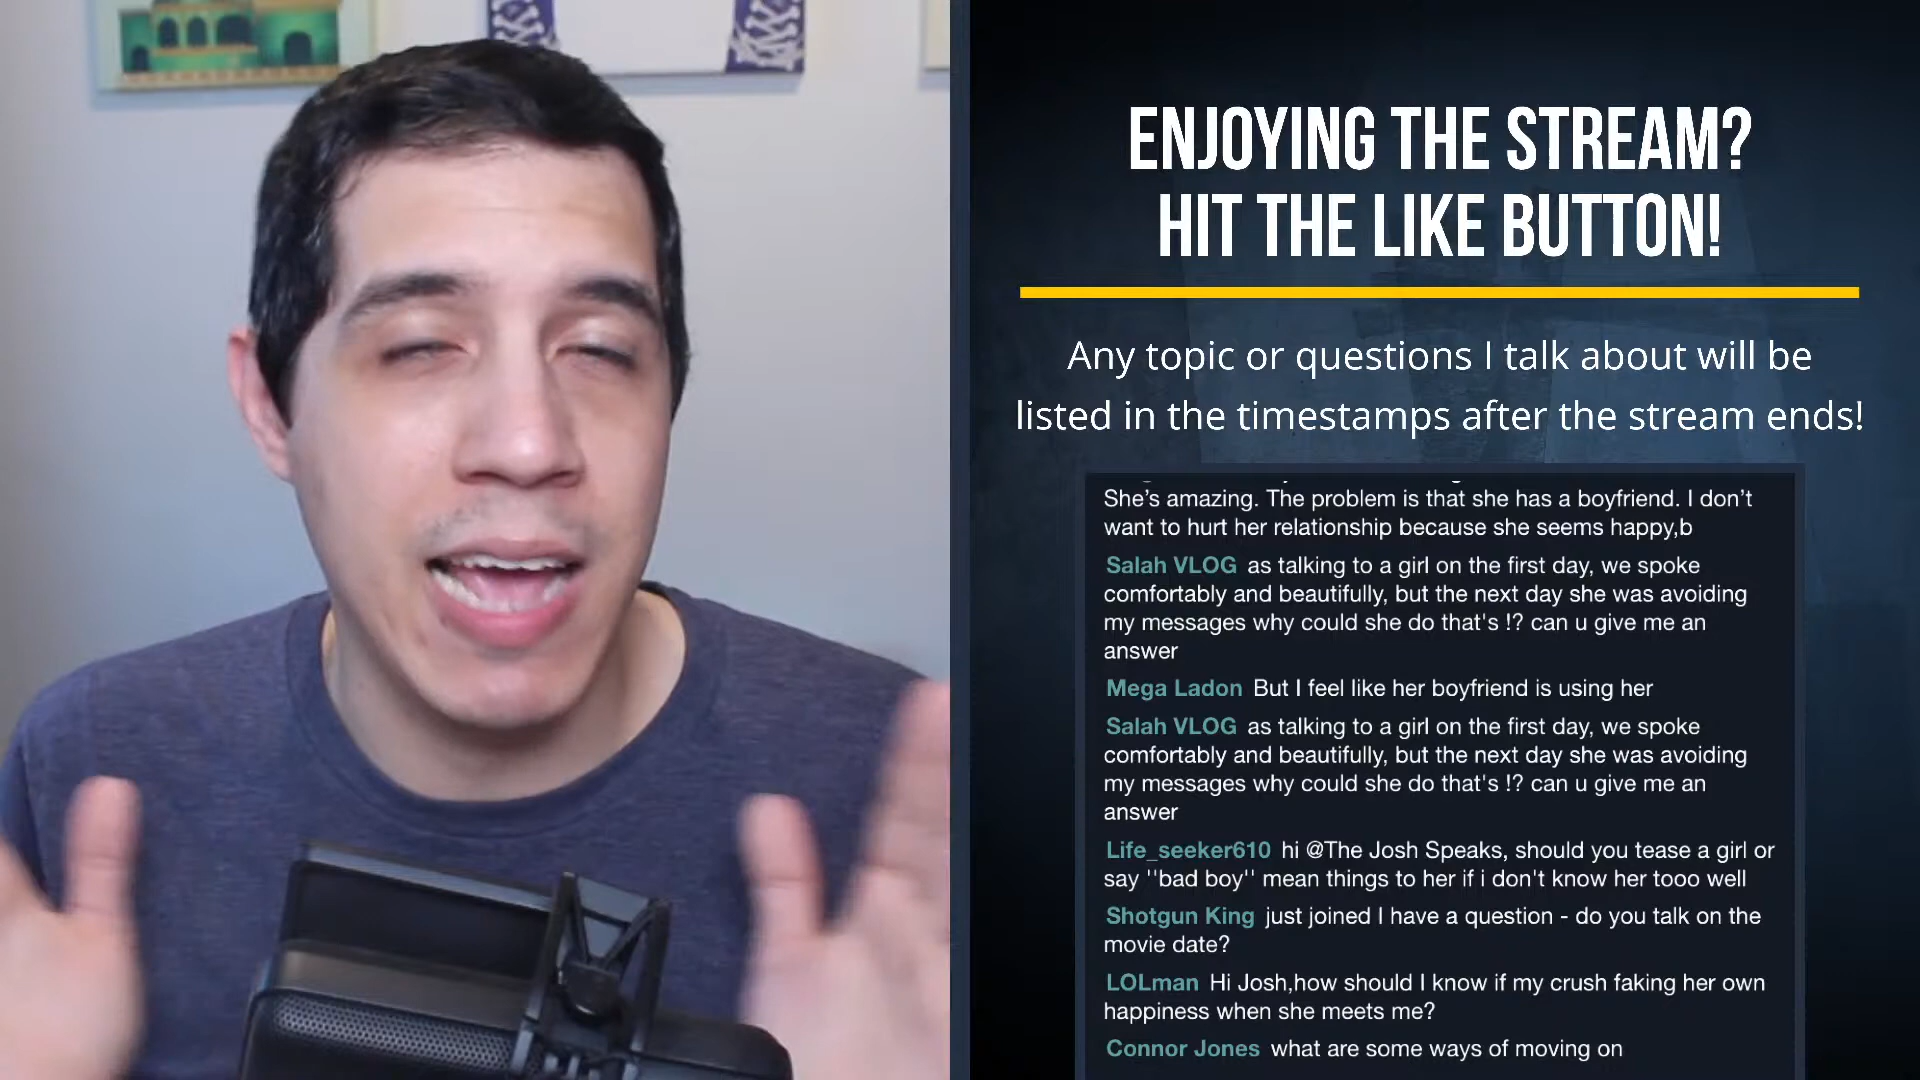 ENJOYING THE STREAM?
HIT THE LIKE BUTTON!
Any topic or questions I talk about will be
listed in the timestamps after the stream ends!
She's amazing. The problem is that she has a boyfriend. I don't
want to hurt her relationship because she seems happy,b
Salah VLOG as talking to a girl on the first day, we spoke
comfortably and beautifully, but the next day she was avoiding
my messages why could she do that's !? can u give me an
answer
Mega Ladon But I feel like her boyfriend is using her
Salah VLOG as talking to a girl on the first day, we spoke
comfortably and beautifully, but the next day she was avoiding
my messages why could she do that's !? can u give me an
answer
Life_seeker610 hi @The Josh Speaks, should you tease a girl or
say ''bad boy'' mean things to her if i don't know her tooo well
Shotgun King just joined I have a question - do you talk on the
movie date?
LOLman Hi Josh,how should I know if my crush faking her own
happiness when she meets me?
Connor Jones what are some ways of moving on